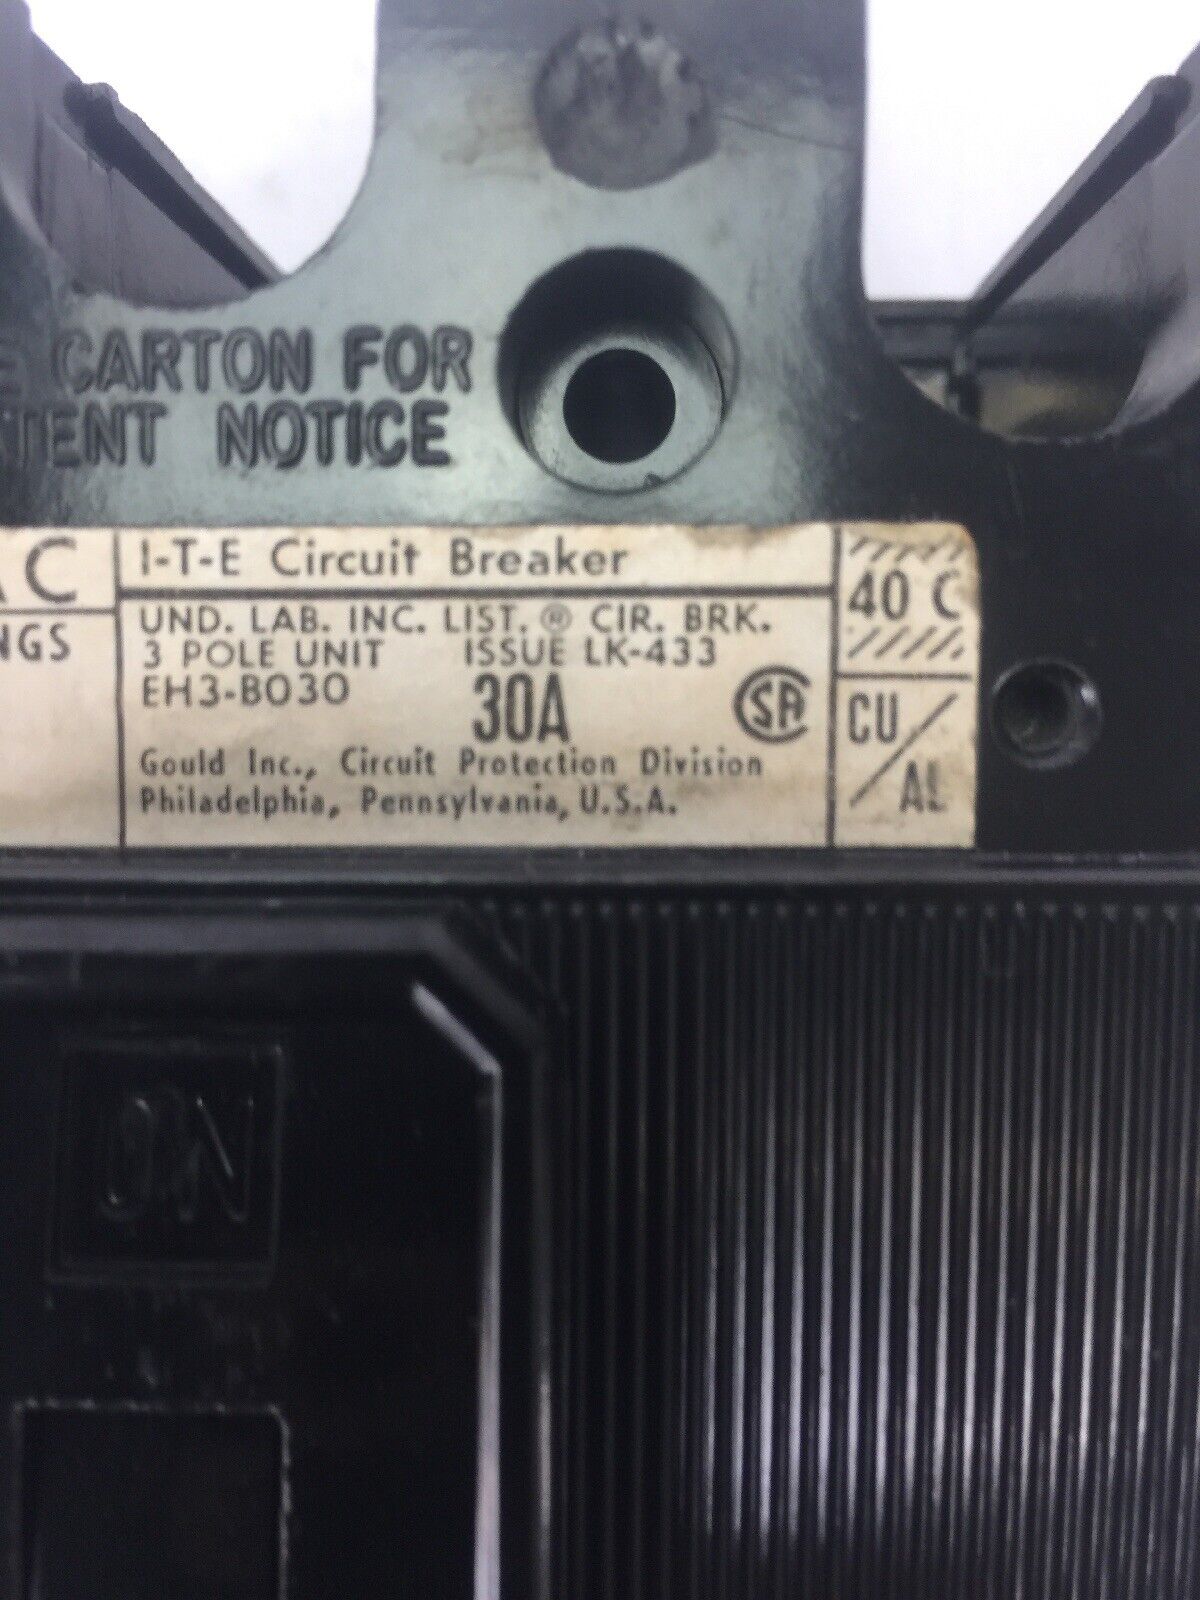 CARTON FOR
TENT NOTICE
AC
NGS
I-T-E Circuit Breaker
UND. LAB. INC. LIST. ® CIR. BRK.
3 POLE UNIT ISSUE LK-433
EH3-B030 30A
Gould Inc., Circuit Protection Division
Philadelphia, Pennsylvania, U.S.A.
SA
40 C
CU/AL
ON